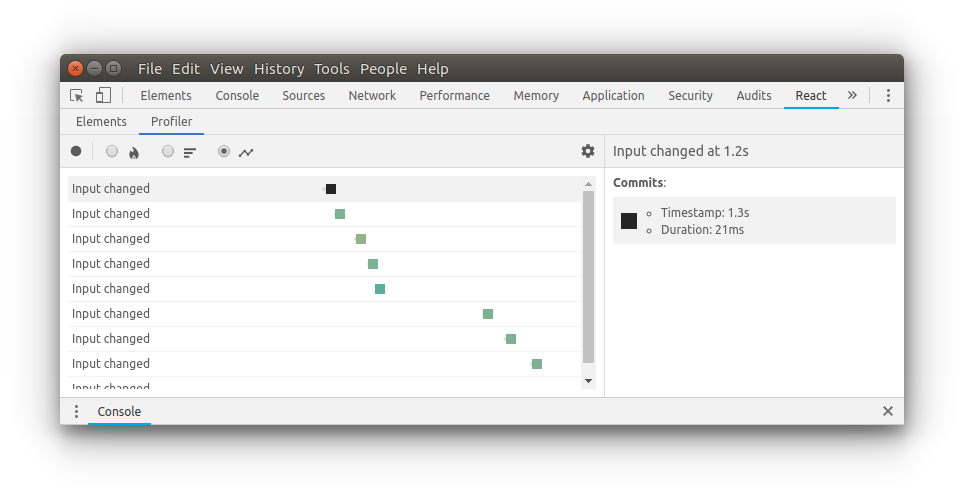 File Edit View History Tools People Help
Elements Console Sources Network Performance Memory Application Security Audits React »
Elements Profiler
Input changed at 1.2s
Input changed
Input changed
Input changed
Input changed
Input changed
Input changed
Input changed
Input changed
Input changed
Commits:
Timestamp: 1.3s
Duration: 21ms
Console